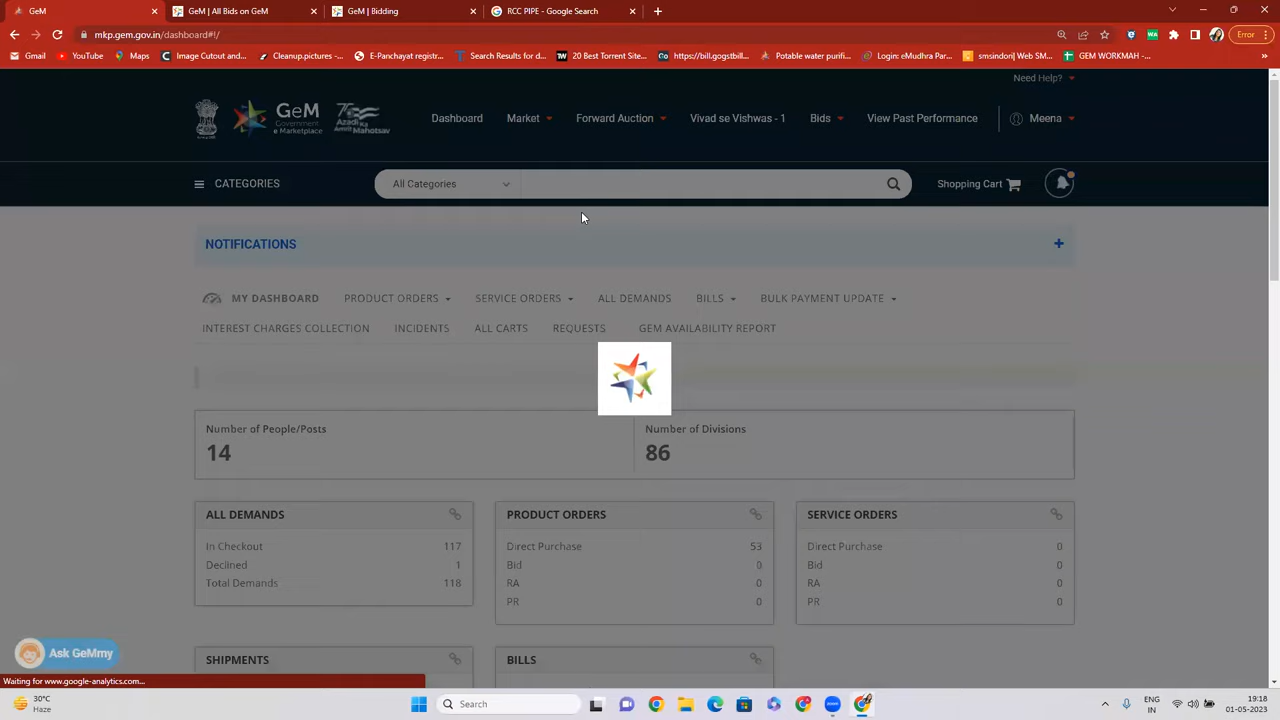 GeM
GeM | All Bids on GeM
GeM | Bidding
RCC PIPE - Google Search
mkp.gem.gov.in/dashboard#!/
Error
Gmail
YouTube
Maps
Image Cutout and...
Cleanup.pictures -...
E-Panchayat registr...
Search Results for d...
20 Best Torrent Site...
https://bill.gogstbill...
Potable water purifi...
Login: eMudhra Par...
smsindori) Web SM...
GEM WORKMAH -...
Need Help?
GeM
Government
e Marketplace
Azadi Ka
Amrit Mahotsav
Dashboard
Market
Forward Auction
Vivad se Vishwas - 1
Bids
View Past Performance
Meena
CATEGORIES
All Categories
Shopping Cart
NOTIFICATIONS
MY DASHBOARD
PRODUCT ORDERS
SERVICE ORDERS
ALL DEMANDS
BILLS
BULK PAYMENT UPDATE
INTEREST CHARGES COLLECTION
INCIDENTS
ALL CARTS
REQUESTS
GEM AVAILABILITY REPORT
Number of People/Posts
14
Number of Divisions
86
ALL DEMANDS
In Checkout 117
Declined 1
Total Demands 118
PRODUCT ORDERS
Direct Purchase 53
Bid 0
RA 0
PR 0
SERVICE ORDERS
Direct Purchase 0
Bid 0
RA 0
PR 0
SHIPMENTS
BILLS
Ask GeMmy
Waiting for www.google-analytics.com...
30°C
Haze
Search
zoom
ENG
IN
19:18
01-05-2023